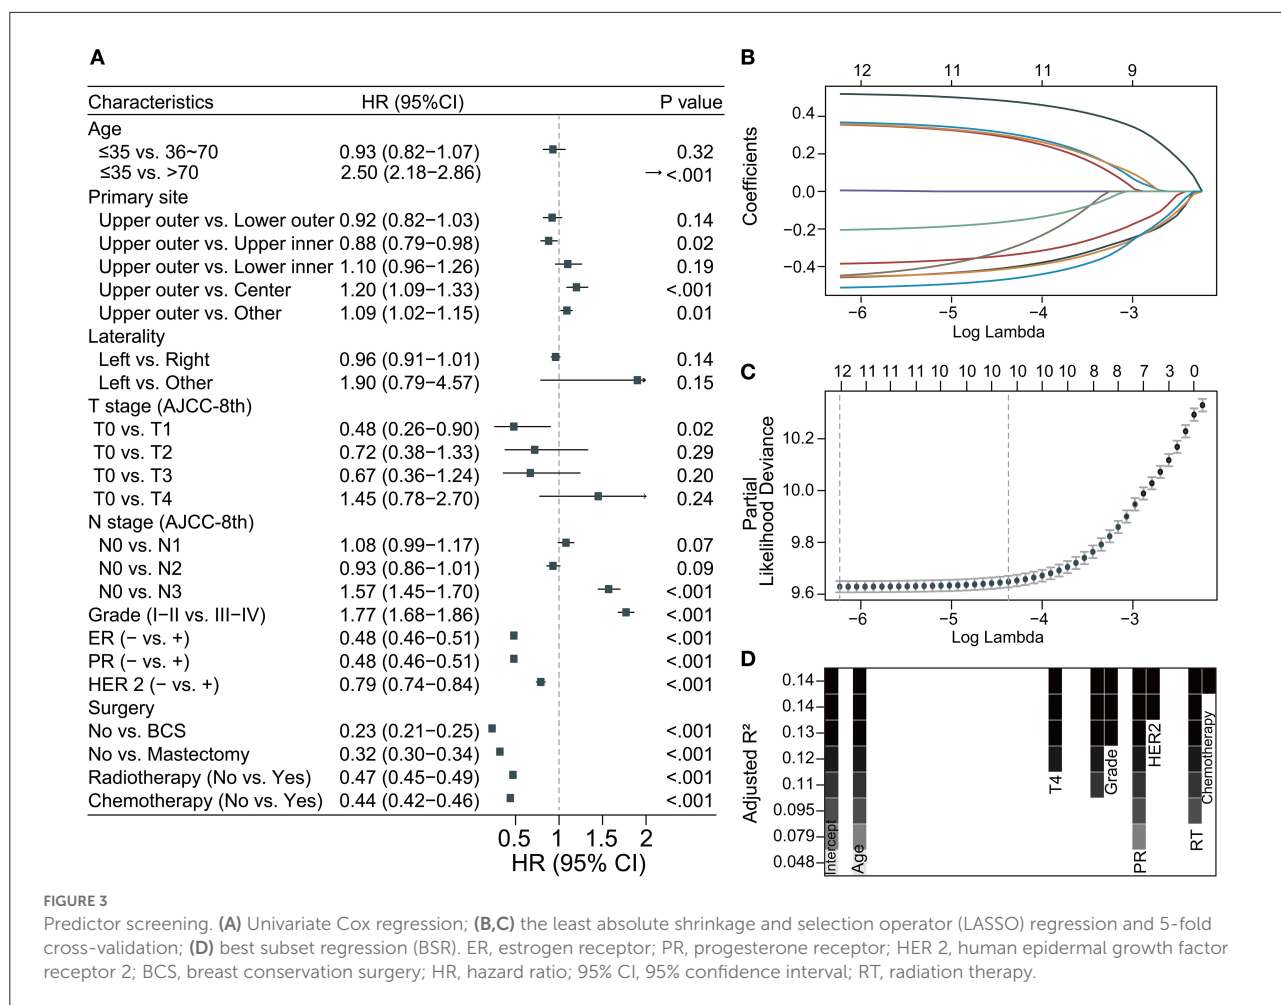 A
Characteristics HR (95%CI) P value
Age
≤35 vs. 36~70 0.93 (0.82−1.07) 0.32
≤35 vs. >70 2.50 (2.18−2.86) <.001
Primary site
Upper outer vs. Lower outer 0.92 (0.82−1.03) 0.14
Upper outer vs. Upper inner 0.88 (0.79−0.98) 0.02
Upper outer vs. Lower inner 1.10 (0.96−1.26) 0.19
Upper outer vs. Center 1.20 (1.09−1.33) <.001
Upper outer vs. Other 1.09 (1.02−1.15) 0.01
Laterality
Left vs. Right 0.96 (0.91−1.01) 0.14
Left vs. Other 1.90 (0.79−4.57) 0.15
T stage (AJCC-8th)
T0 vs. T1 0.48 (0.26−0.90) 0.02
T0 vs. T2 0.72 (0.38−1.33) 0.29
T0 vs. T3 0.67 (0.36−1.24) 0.20
T0 vs. T4 1.45 (0.78−2.70) 0.24
N stage (AJCC-8th)
N0 vs. N1 1.08 (0.99−1.17) 0.07
N0 vs. N2 0.93 (0.86−1.01) 0.09
N0 vs. N3 1.57 (1.45−1.70) <.001
Grade (I−II vs. III−IV) 1.77 (1.68−1.86) <.001
ER (− vs. +) 0.48 (0.46−0.51) <.001
PR (− vs. +) 0.48 (0.46−0.51) <.001
HER 2 (− vs. +) 0.79 (0.74−0.84) <.001
Surgery
No vs. BCS 0.23 (0.21−0.25) <.001
No vs. Mastectomy 0.32 (0.30−0.34) <.001
Radiotherapy (No vs. Yes) 0.47 (0.45−0.49) <.001
Chemotherapy (No vs. Yes) 0.44 (0.42−0.46) <.001
0.5 1 1.5 2
HR (95% CI)
B
12 11 11 9
Coefficients
0.4
0.2
0.0
−0.2
−0.4
−6 −5 −4 −3
Log Lambda
C
12 11 11 11 10 10 10 10 10 10 8 8 7 3 0
Partial
Likelihood Deviance
10.2
10.0
9.8
9.6
−6 −5 −4 −3
Log Lambda
D
Adjusted R²
0.14
0.14
0.13
0.12
0.11
0.095
0.079
0.048
Intercept
Age
T4
Grade
PR
HER2
RT
Chemotherapy
FIGURE 3
Predictor screening. (A) Univariate Cox regression; (B,C) the least absolute shrinkage and selection operator (LASSO) regression and 5-fold
cross-validation; (D) best subset regression (BSR). ER, estrogen receptor; PR, progesterone receptor; HER 2, human epidermal growth factor
receptor 2; BCS, breast conservation surgery; HR, hazard ratio; 95% CI, 95% confidence interval; RT, radiation therapy.